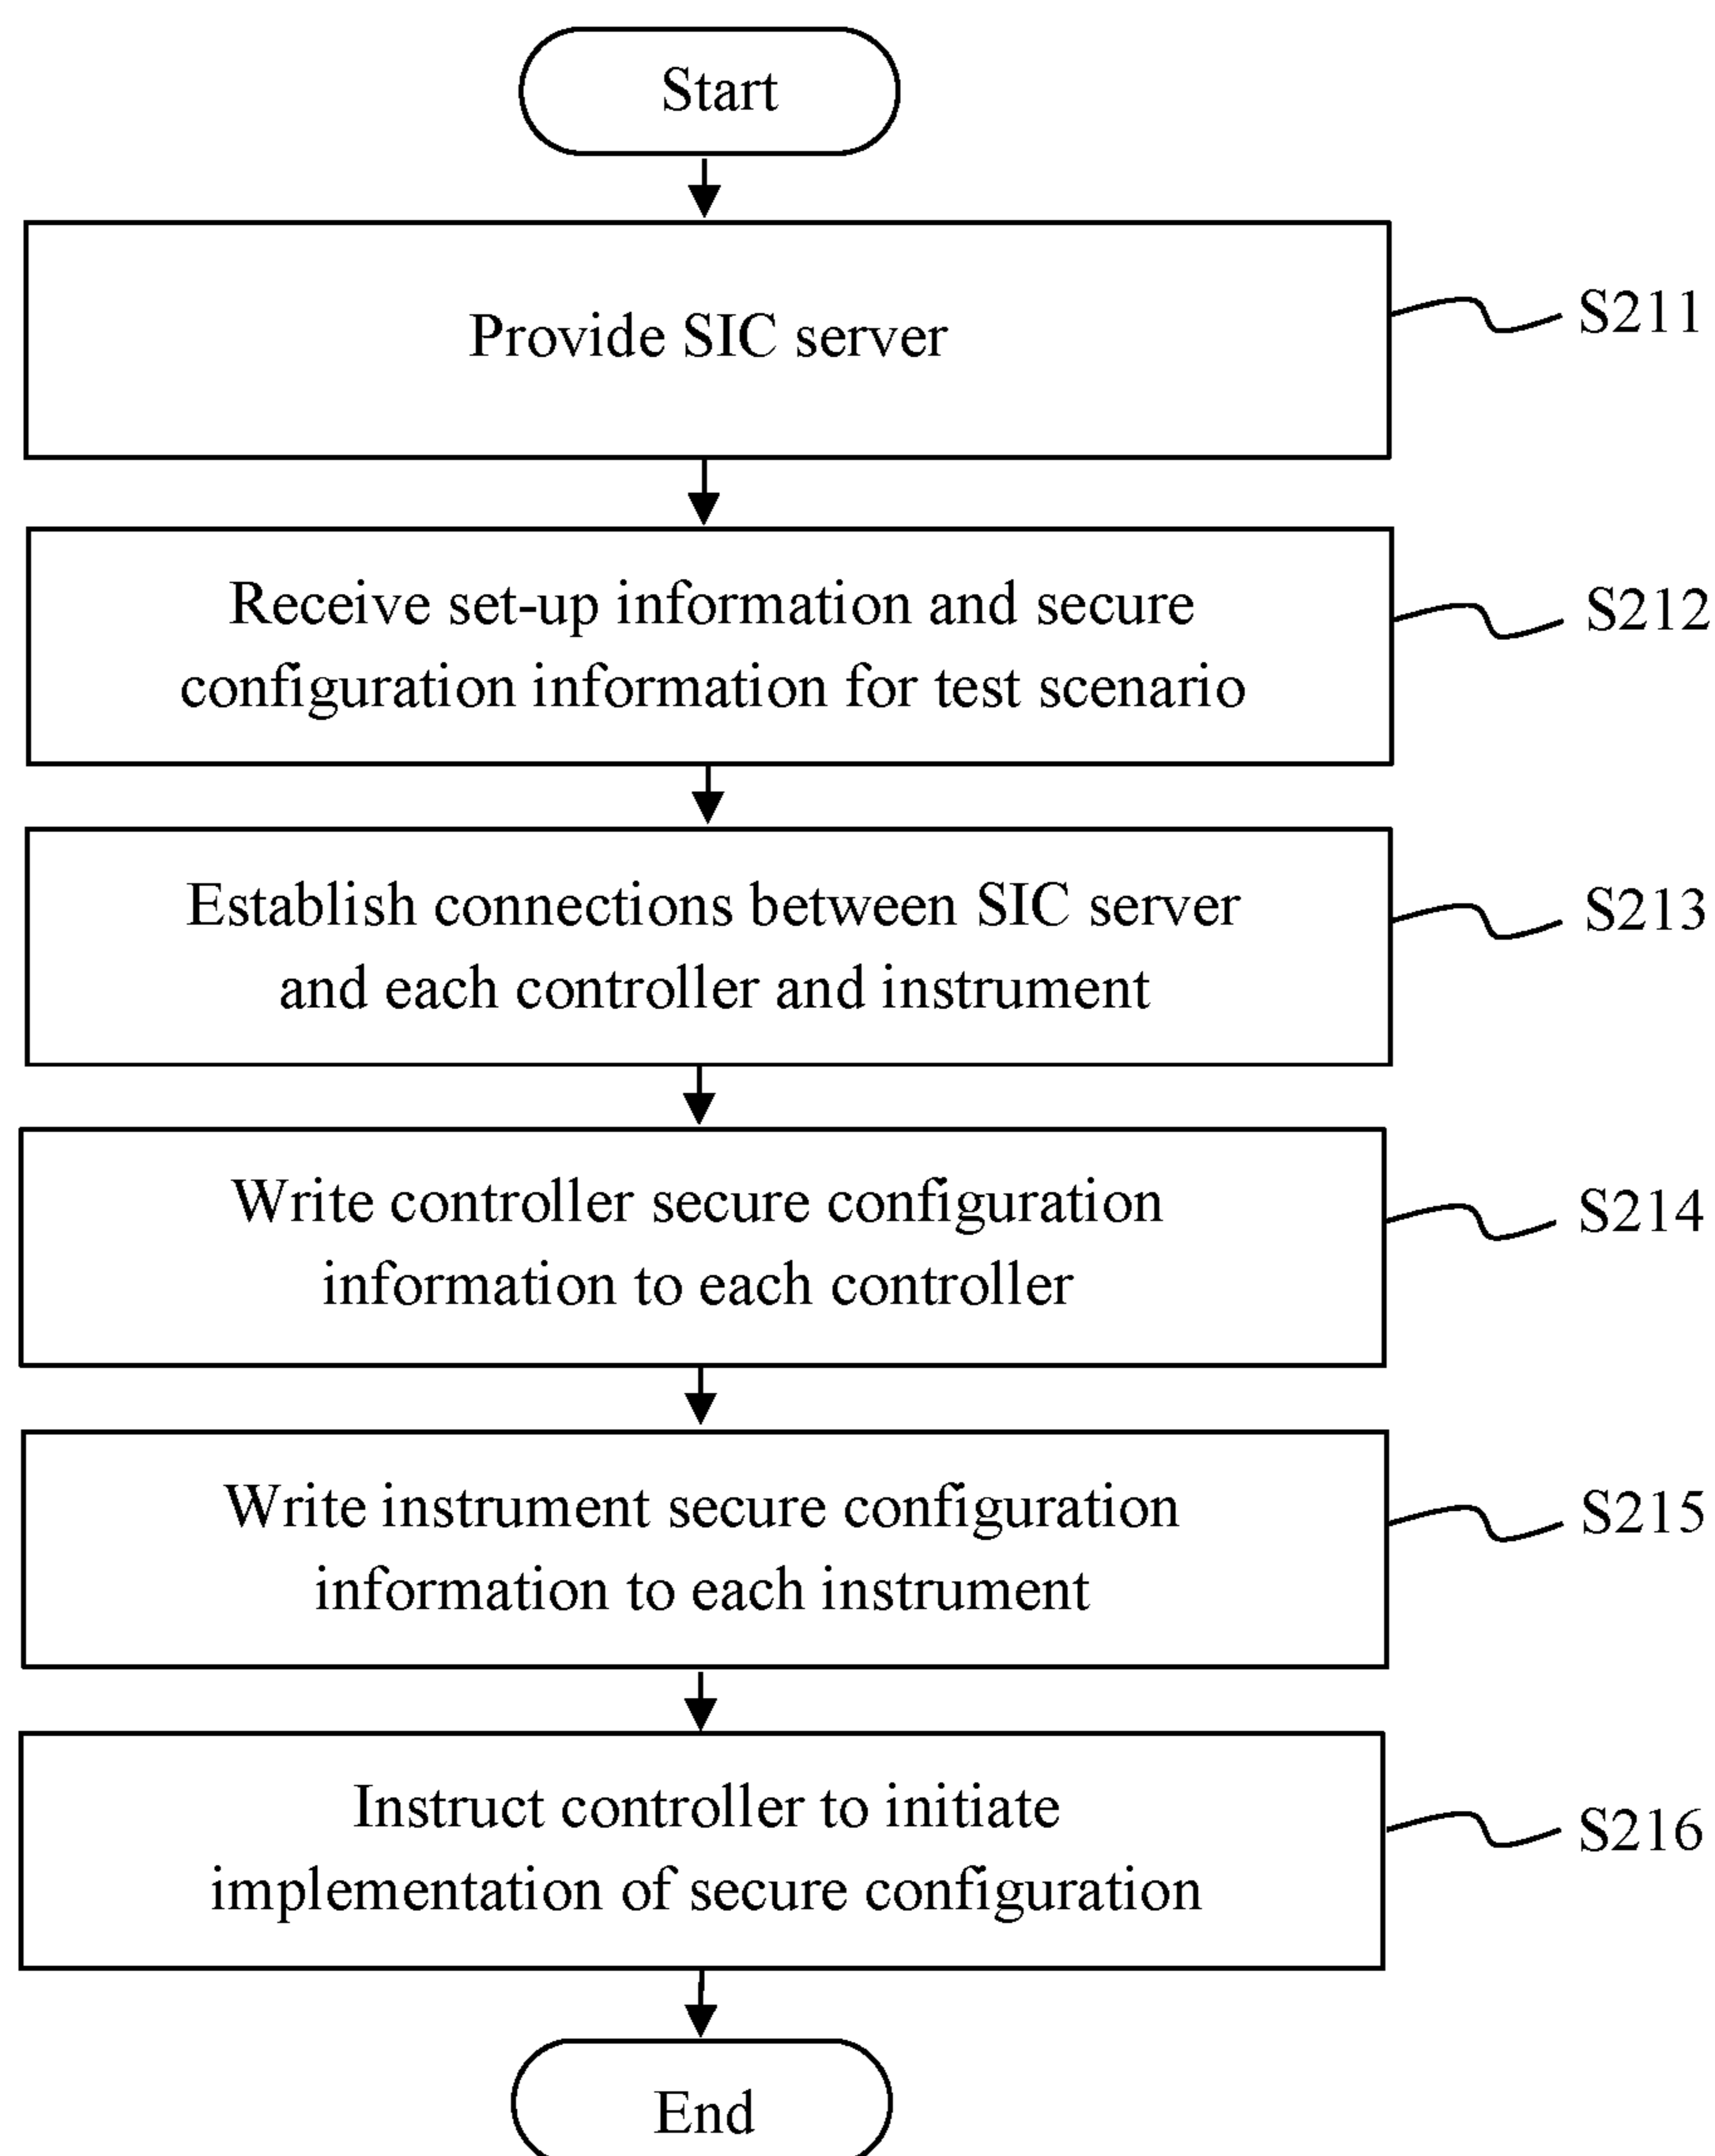 Start
Provide SIC server
S211
Receive set-up information and secure
configuration information for test scenario
S212
Establish connections between SIC server
and each controller and instrument
S213
Write controller secure configuration
information to each controller
S214
Write instrument secure configuration
information to each instrument
S215
Instruct controller to initiate
implementation of secure configuration
S216
End